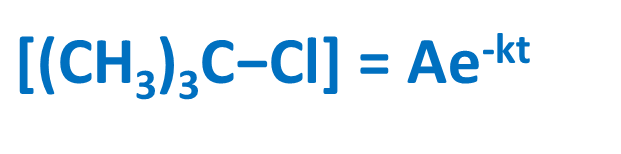 [(CH₃)₃C–Cl] = Ae⁻ᵏᵗ